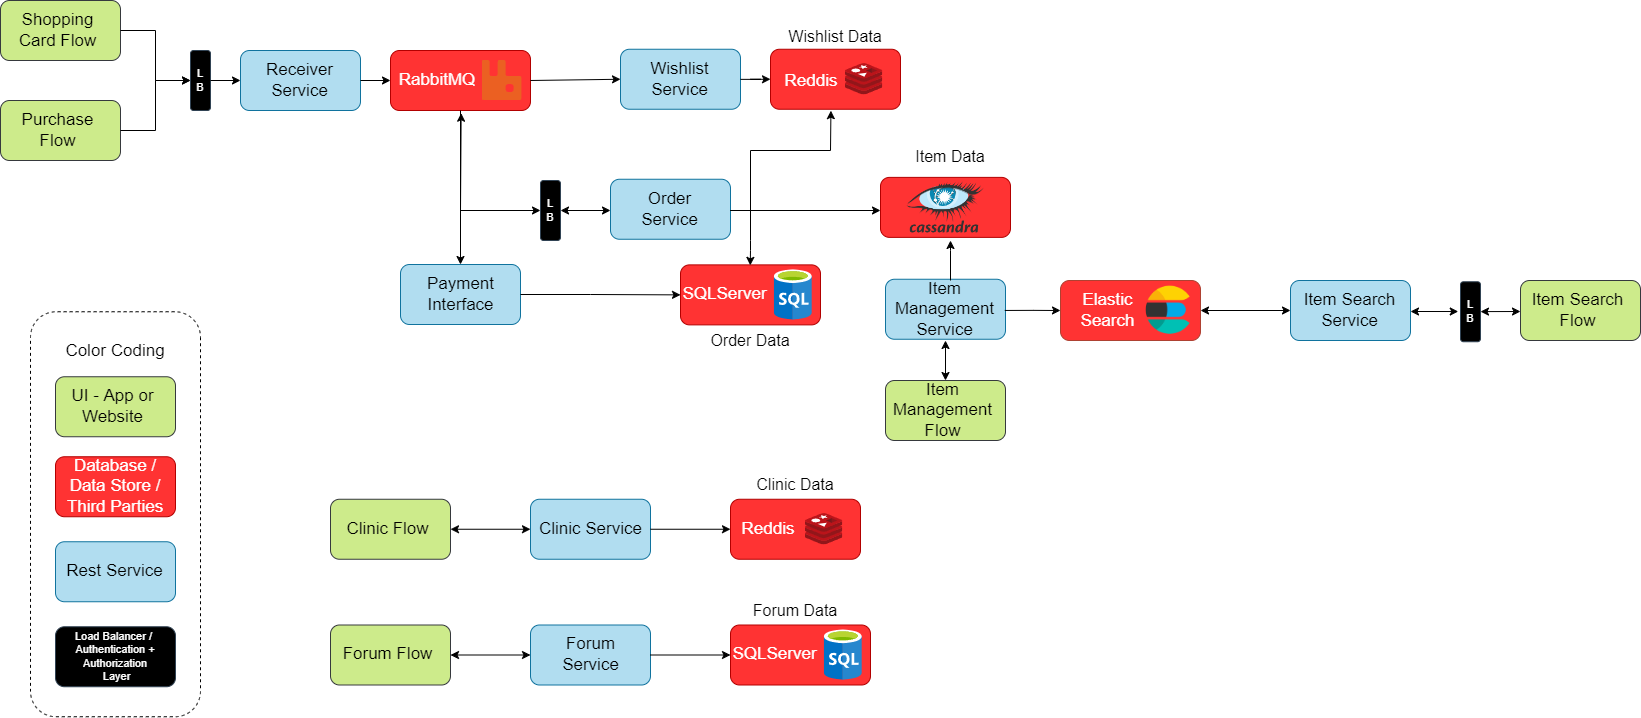 Shopping
Card Flow
Purchase
Flow
L
B
Receiver
Service
RabbitMQ
Wishlist
Service
Wishlist Data
Reddis
L
B
Order
Service
Item Data
cassandra
Payment
Interface
SQLServer
SQL
Order Data
Item
Management
Service
Elastic
Search
Item Search
Service
L
B
Item Search
Flow
Item
Management
Flow
Color Coding
UI - App or
Website
Database /
Data Store /
Third Parties
Rest Service
Load Balancer /
Authentication +
Authorization
Layer
Clinic Flow
Clinic Service
Clinic Data
Reddis
Forum Flow
Forum
Service
Forum Data
SQLServer
SQL